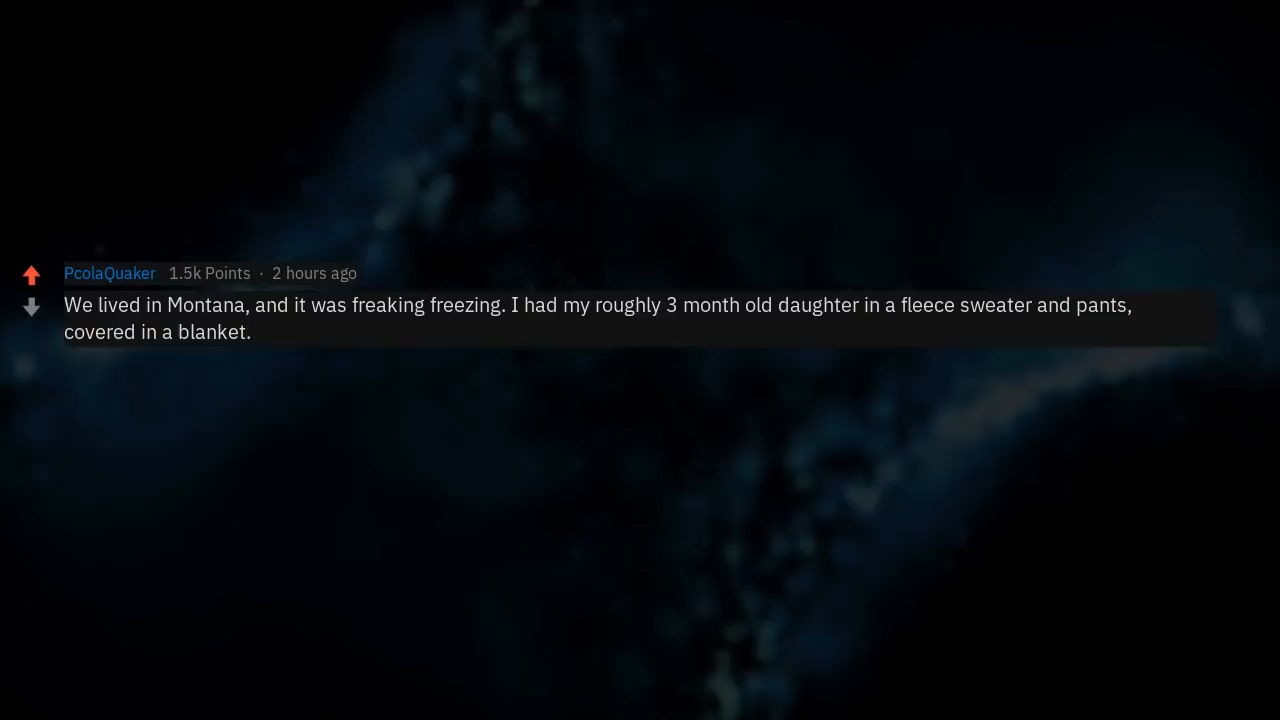 PcolaQuaker 1.5k Points · 2 hours ago
We lived in Montana, and it was freaking freezing. I had my roughly 3 month old daughter in a fleece sweater and pants,
covered in a blanket.